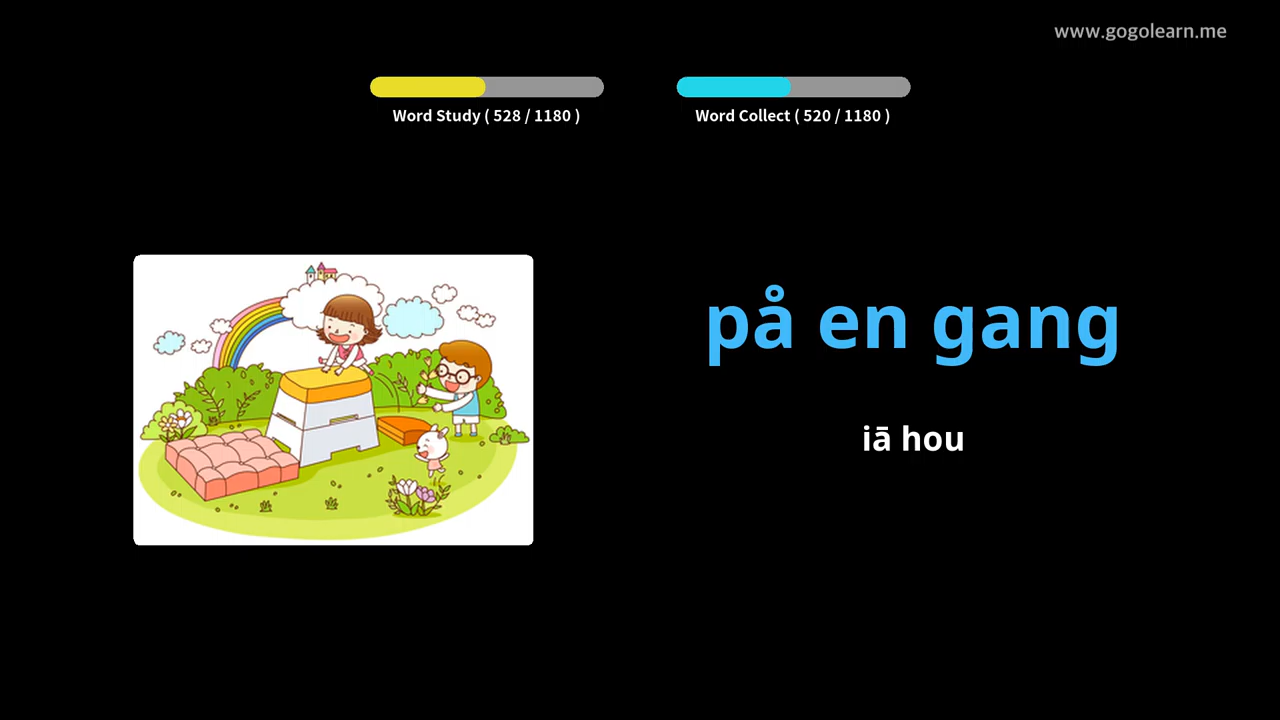 www.gogolearn.me
Word Study ( 528 / 1180 )
Word Collect ( 520 / 1180 )
på en gang
iā hou